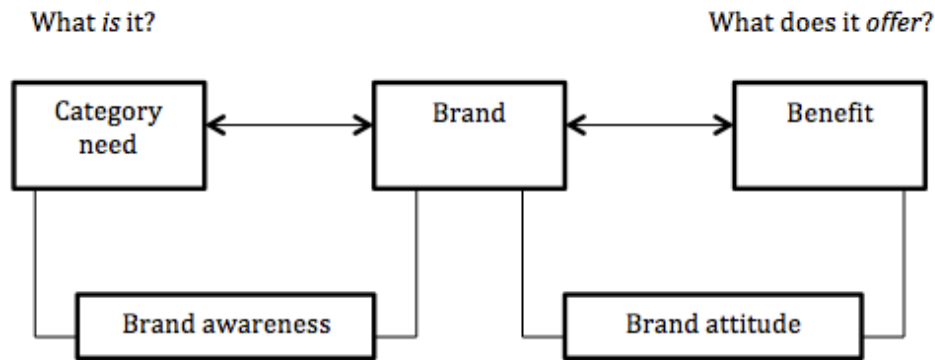 What is it?
What does it offer?
Category
need
Brand
Benefit
Brand awareness
Brand attitude